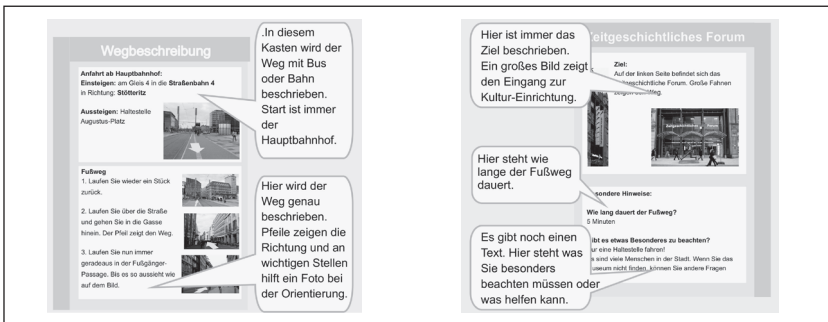 Wegbeschreibung
Anfahrt ab Hauptbahnhof:
Einsteigen: am Gleis 4 in die Straßenbahn 4
in Richtung: Stötteritz
Aussteigen: Haltestelle
Augustus-Platz
Fußweg
1. Laufen Sie wieder ein Stück
zurück.
2. Laufen Sie über die Straße
und gehen Sie in die Gasse
hinein. Der Pfeil zeigt den Weg.
3. Laufen Sie nun immer
geradeaus in der Fußgänger-
Passage. Bis es so aussieht wie
auf dem Bild.
.In diesem
Kasten wird der
Weg mit Bus
oder Bahn
beschrieben.
Start ist immer
der
Hauptbahnhof.
Hier wird der
Weg genau
beschrieben.
Pfeile zeigen die
Richtung und an
wichtigen Stellen
hilft ein Foto bei
der Orientierung.
Zeitgeschichtliches Forum
Hier ist immer das
Ziel beschrieben.
Ein großes Bild zeigt
den Eingang zur
Kultur-Einrichtung.
Ziel:
Auf der linken Seite befindet sich das
Forum. Große Fahnen
Hier steht wie
lange der Fußweg
dauert.
Hinweise:
Wie lang dauert der Fußweg?
5 Minuten
Es gibt noch einen
Text. Hier steht was
Sie besonders
beachten müssen oder
was helfen kann.
ibt es etwas Besonderes zu beachten?
ur eine Haltestelle fahren!
s sind viele Menschen in der Stadt. Wenn Sie das
useum nicht finden, können Sie andere Fragen